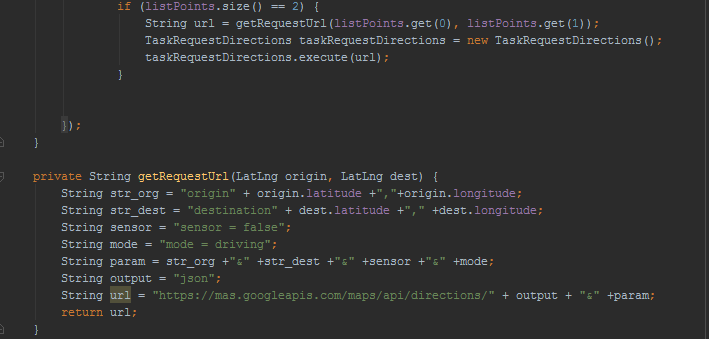 if (listPoints.size() == 2) {
String url = getRequestUrl(listPoints.get(0), listPoints.get(1));
TaskRequestDirections taskRequestDirections = new TaskRequestDirections();
taskRequestDirections.execute(url);
}
});
}
private String getRequestUrl(LatLng origin, LatLng dest) {
String str_org = "origin" + origin.latitude +","+origin.longitude;
String str_dest = "destination" + dest.latitude +"," +dest.longitude;
String sensor = "sensor = false";
String mode = "mode = driving";
String param = str_org +"&" +str_dest +"&" +sensor +"&" +mode;
String output = "json";
String url = "https://mas.googleapis.com/maps/api/directions/" + output + "&" +param;
return url;
}